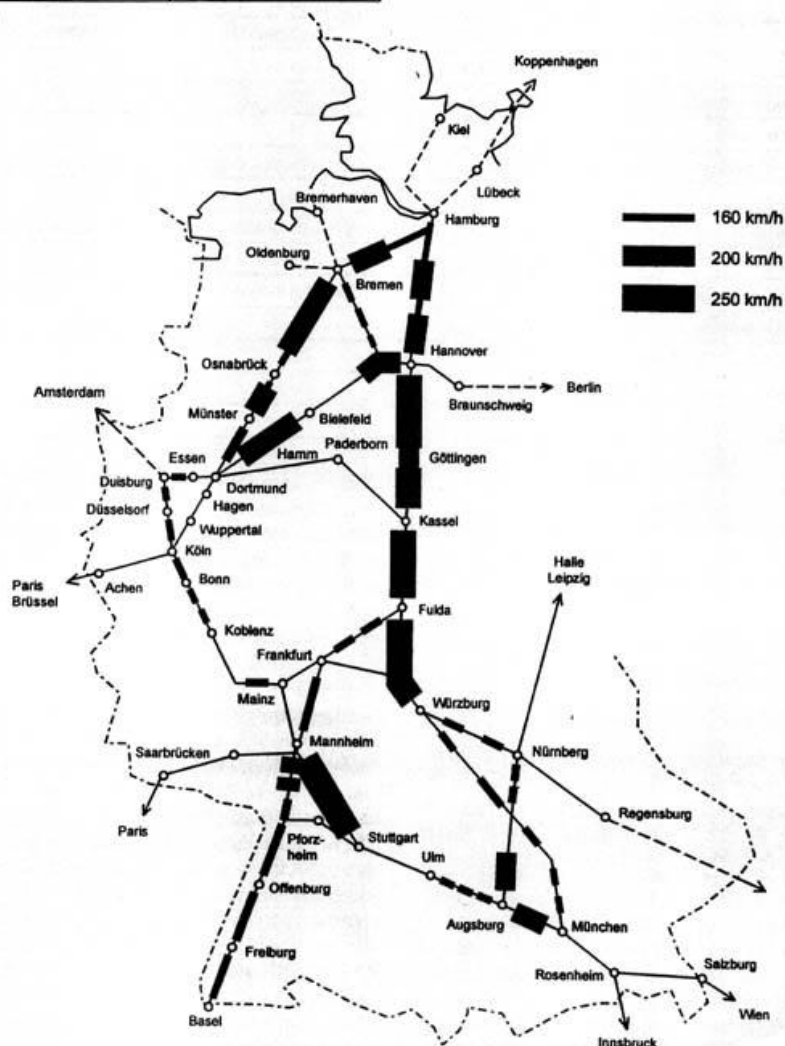 Koppenhagen
Kiel
Lübeck
Bremerhaven
Hamburg
160 km/h
Oldenburg
200 km/h
Bremen
250 km/h
Hannover
Osnabrück
Berlin
Amsterdam
Braunschweig
Münster
Bielefeld
Paderborn
Essen
Hamm
Göttingen
Duisburg
Dortmund
Hagen
Düsselsorf
Kassel
Wuppertal
Köln
Halle
Leipzig
Paris
Brüssel
Achen
Bonn
Fulda
Koblenz
Frankfurt
Mainz
Würzburg
Mannheim
Saarbrücken
Nürnberg
Regensburg
Paris
Pforz-
heim
Stuttgart
Ulm
Offenburg
Augsburg
München
Freiburg
Rosenheim
Salzburg
Basel
Wien
Innsbruck